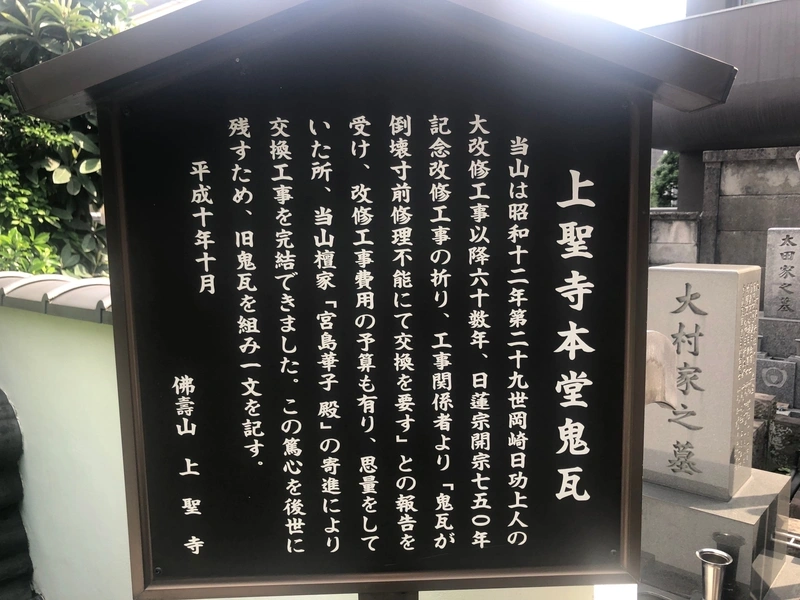 上聖寺本堂鬼瓦
当山は昭和十二年第二十九世岡崎日功上人の
大改修工事以降六十数年、日蓮宗開宗七五〇年
記念改修工事の折り、工事関係者より「鬼瓦が
倒壊寸前修理不能にて交換を要す」との報告を
受け、改修工事費用の予算も有り、思量をして
いた所、当山檀家「宮島華子 殿」の寄進により
交換工事を完結できました。この篤心を後世に
残すため、旧鬼瓦を組み一文を記す。
平成十年十月
佛壽山 上聖寺
大村家之墓
太田家之墓